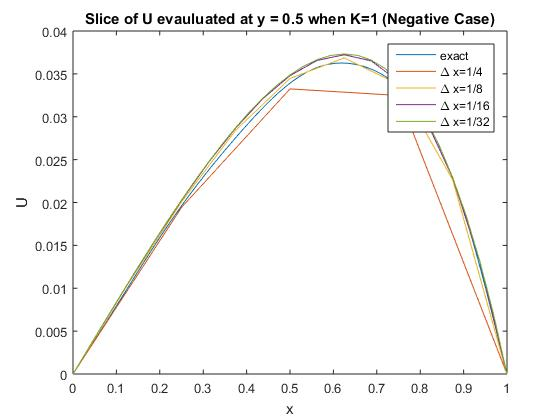 Slice of U evauluated at y = 0.5 when K=1 (Negative Case)
0.04
0.035
0.03
0.025
0.02
0.015
0.01
0.005
0
U
exact
Δ x=1/4
Δ x=1/8
Δ x=1/16
Δ x=1/32
0 0.1 0.2 0.3 0.4 0.5 0.6 0.7 0.8 0.9 1
x